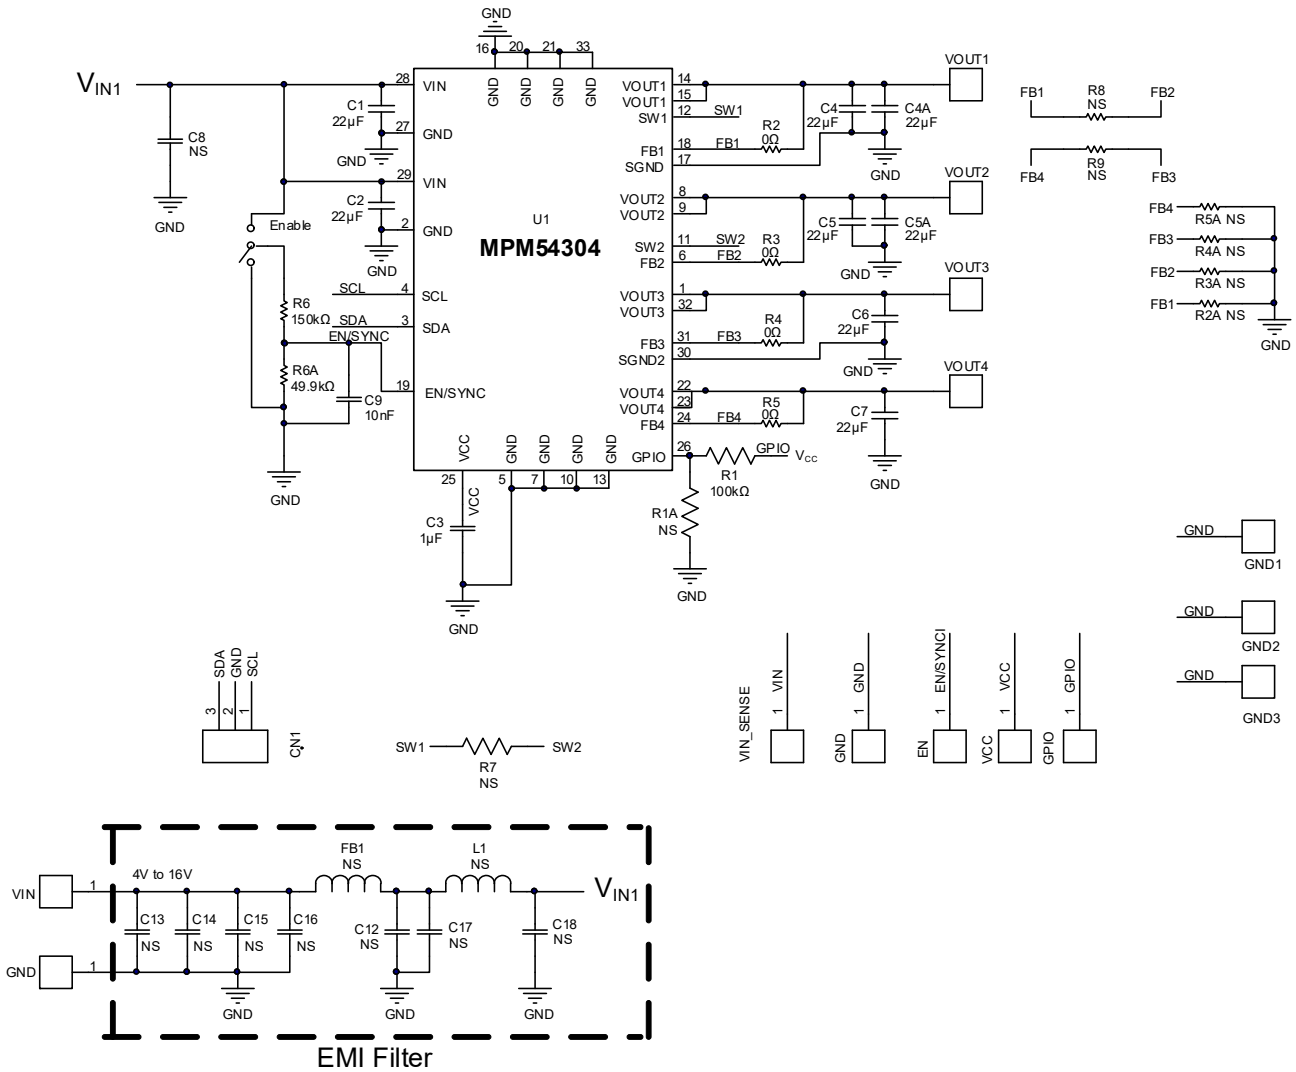 GND
16 20 21 33
GND GND GND GND
VIN1
28 VIN
C1
22µF
27 GND
GND
C8
NS
GND
29 VIN
C2
22µF
2 GND
GND
Enable
U1
MPM54304
SCL 4 SCL
R6
150kΩ
SDA 3 SDA
EN/SYNC
R6A
49.9kΩ
19 EN/SYNC
C9
10nF
GND
VCC GND GND GND GND
25 5 7 10 13
VCC
C3
1µF
GND
VOUT1 14
VOUT1 15
SW1 12 SW1
FB1 18 FB1
R2
0Ω
SGND 17
C4
22µF
C4A
22µF
GND
VOUT1
VOUT2 8
VOUT2 9
SW2 11 SW2
FB2 6 FB2
R3
0Ω
C5
22µF
C5A
22µF
GND
VOUT2
VOUT3 1
VOUT3 32
FB3 31 FB3
R4
0Ω
SGND2 30
C6
22µF
GND
VOUT3
VOUT4 22
VOUT4 23
FB4 24 FB4
R5
0Ω
C7
22µF
GND
VOUT4
GPIO 26
GPIO VCC
R1
100kΩ
R1A
NS
GND
FB1 R8 FB2
NS
FB4 R9 FB3
NS
FB4
R5A NS
FB3
R4A NS
FB2
R3A NS
FB1
R2A NS
GND
GND
GND1
GND
GND2
GND
GND3
SDA
GND
SCL
3 2 1
CN1
SW1 SW2
R7
NS
VIN_SENSE 1 VIN
GND 1 GND
EN 1 EN/SYNCI
VCC 1 VCC
GPIO 1 GPIO
VIN 1
4V to 16V
FB1
NS
L1
NS
VIN1
C13
NS
C14
NS
C15
NS
C16
NS
C12
NS
C17
NS
C18
NS
GND 1
GND
GND
GND
EMI Filter